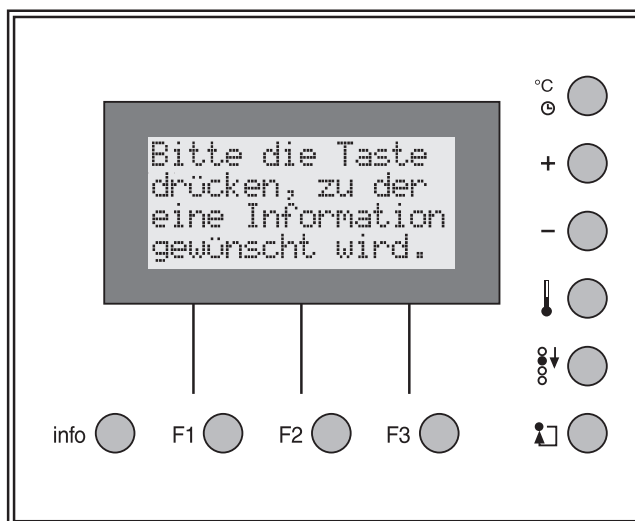 Bitte die Taste
drücken, zu der
eine Information
gewünscht wird.
°C
+
−
info
F1
F2
F3